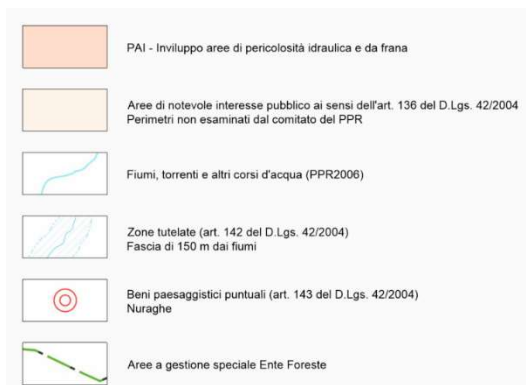 PAI - Inviluppo aree di pericolosità idraulica e da frana
Aree di notevole interesse pubblico ai sensi dell'art. 136 del D.Lgs. 42/2004
Perimetri non esaminati dal comitato del PPR
Fiumi, torrenti e altri corsi d'acqua (PPR2006)
Zone tutelate (art. 142 del D.Lgs. 42/2004)
Fascia di 150 m dai fiumi
Beni paesaggistici puntuali (art. 143 del D.Lgs. 42/2004)
Nuraghe
Aree a gestione speciale Ente Foreste